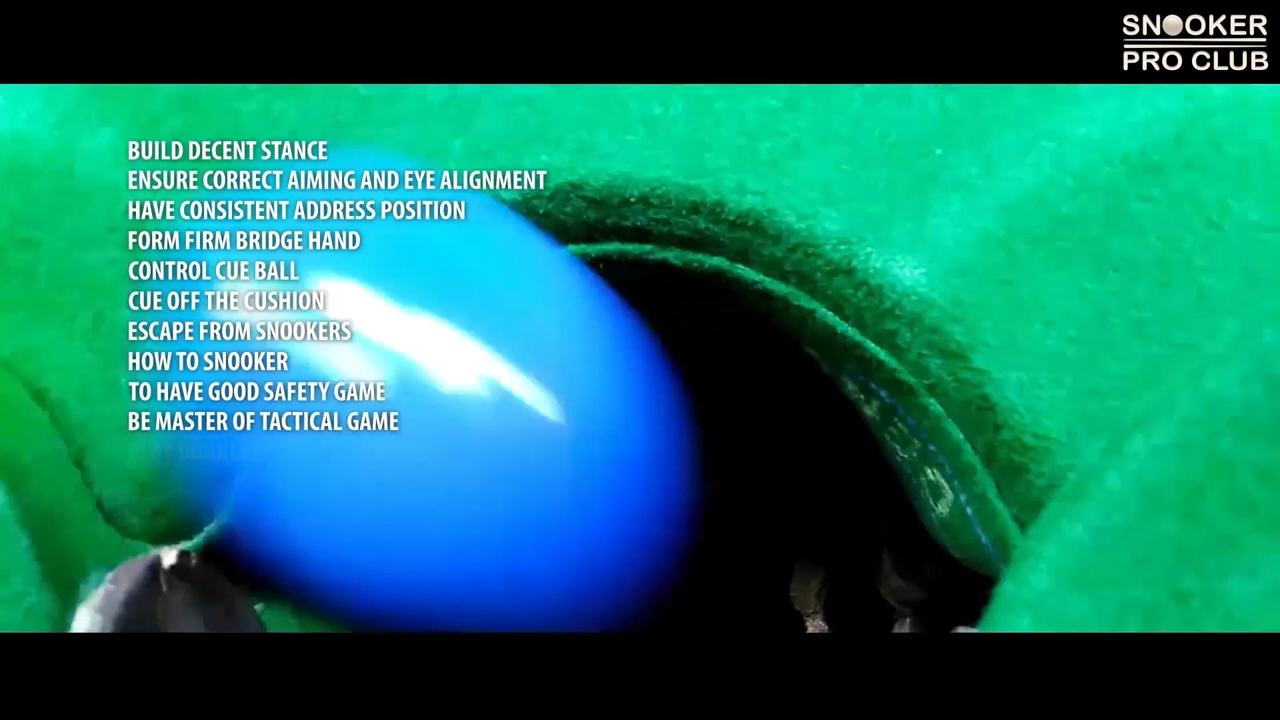 SNOOKER
PRO CLUB
BUILD DECENT STANCE
ENSURE CORRECT AIMING AND EYE ALIGNMENT
HAVE CONSISTENT ADDRESS POSITION
FORM FIRM BRIDGE HAND
CONTROL CUE BALL
CUE OFF THE CUSHION
ESCAPE FROM SNOOKERS
HOW TO SNOOKER
TO HAVE GOOD SAFETY GAME
BE MASTER OF TACTICAL GAME